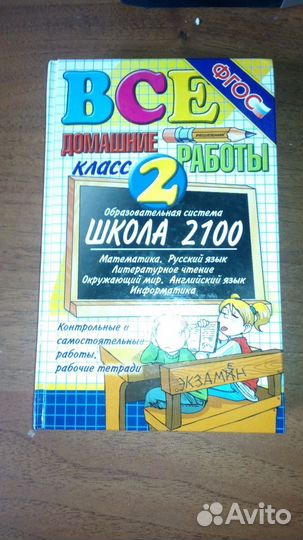 ВСЕ
ФГОС
ДОМАШНИЕ
РАБОТЫ
КЛАСС
2
Образовательная система
ШКОЛА 2100
Математика. Русский язык
Литературное чтение
Окружающий мир. Английский язык
Информатика
Контрольные и
самостоятельные
работы,
рабочие тетради
ЭКЗАМЕН
Avito